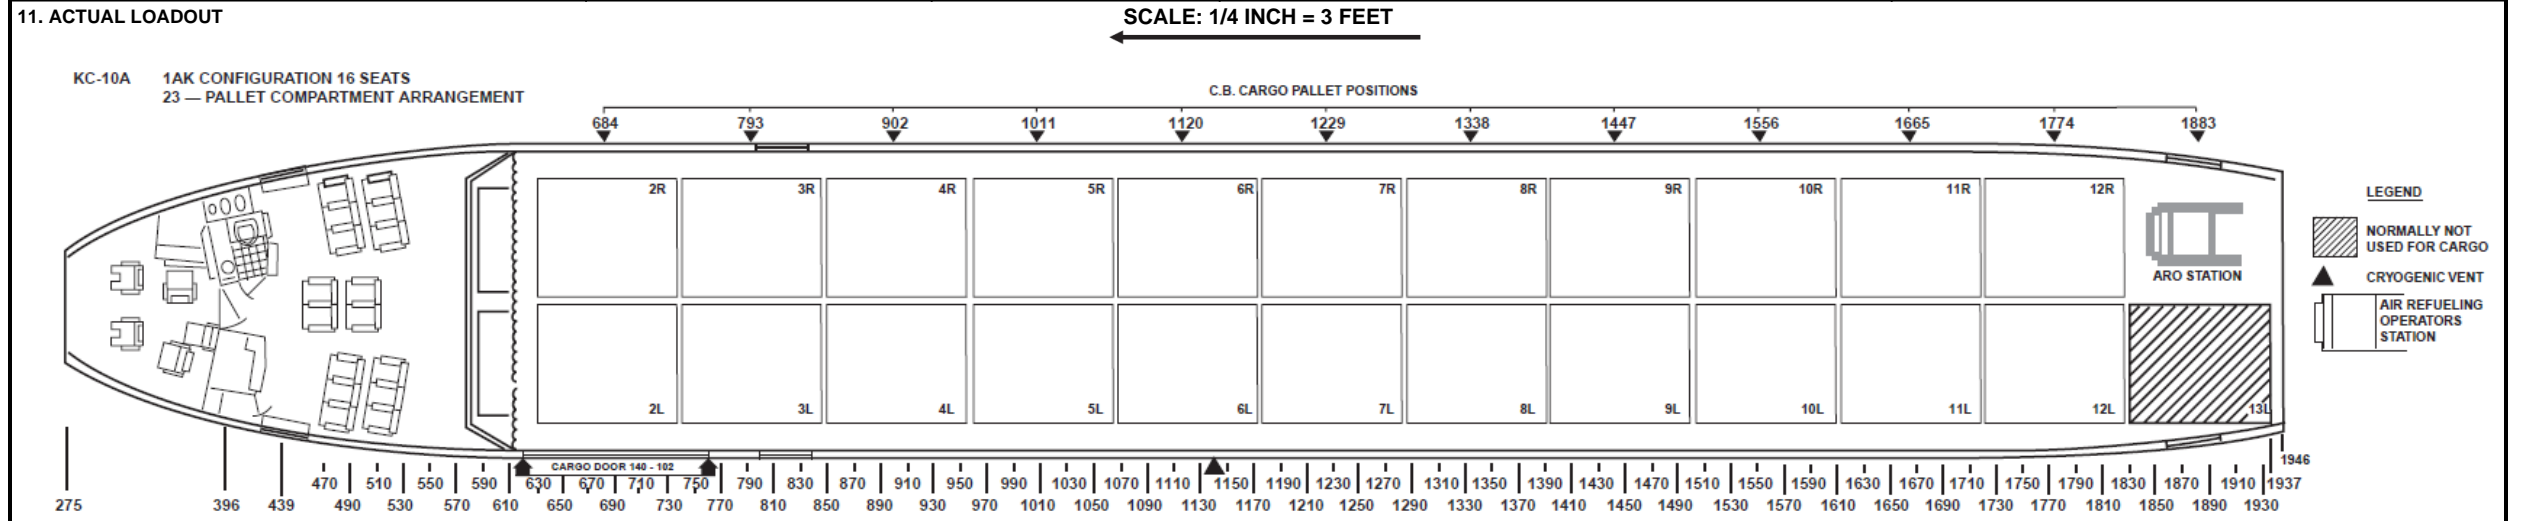 11. ACTUAL LOADOUT
SCALE: 1/4 INCH = 3 FEET
KC-10A 1AK CONFIGURATION 16 SEATS
23 — PALLET COMPARTMENT ARRANGEMENT
C.B. CARGO PALLET POSITIONS
684 793 902 1011 1120 1229 1338 1447 1556 1665 1774 1883
2R 3R 4R 5R 6R 7R 8R 9R 10R 11R 12R
ARO STATION
2L 3L 4L 5L 6L 7L 8L 9L 10L 11L 12L 13L
LEGEND
NORMALLY NOT
USED FOR CARGO
CRYOGENIC VENT
AIR REFUELING
OPERATORS
STATION
CARGO DOOR 140 - 102
1946
470 510 550 590 630 670 710 750 790 830 870 910 950 990 1030 1070 1110 1150 1190 1230 1270 1310 1350 1390 1430 1470 1510 1550 1590 1630 1670 1710 1750 1790 1830 1870 1910 1937
275 396 439 490 530 570 610 650 690 730 770 810 850 890 930 970 1010 1050 1090 1130 1170 1210 1250 1290 1330 1370 1410 1450 1490 1530 1570 1610 1650 1690 1730 1770 1810 1850 1890 1930